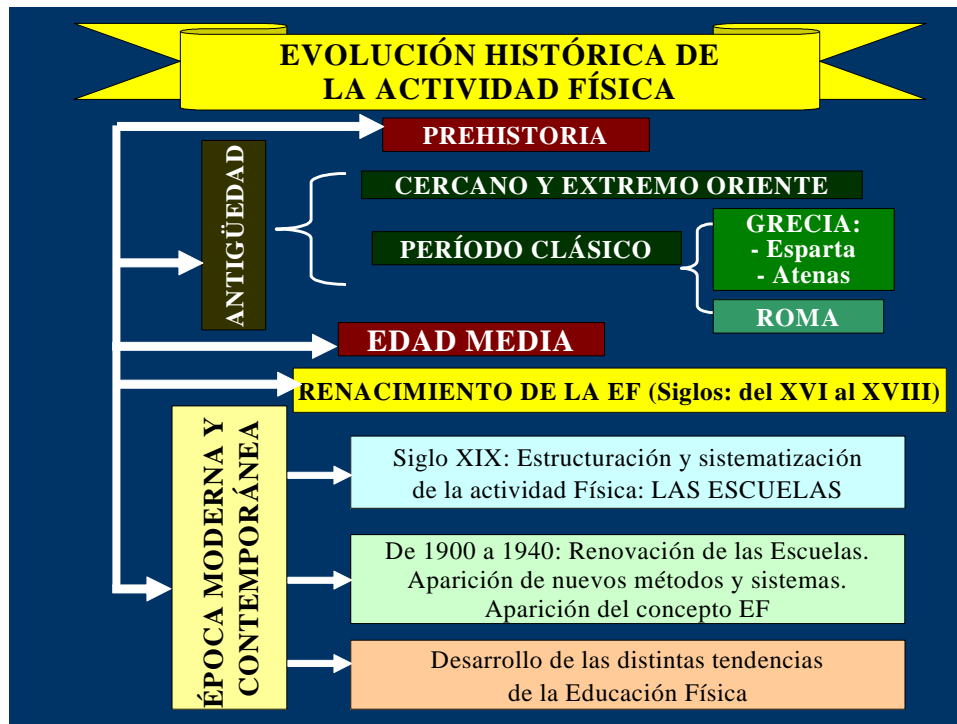 EVOLUCIÓN HISTÓRICA DE
LA ACTIVIDAD FÍSICA
PREHISTORIA
ANTIGÜEDAD
CERCANO Y EXTREMO ORIENTE
PERÍODO CLÁSICO
GRECIA:
- Esparta
- Atenas
ROMA
EDAD MEDIA
RENACIMIENTO DE LA EF (Siglos: del XVI al XVIII)
ÉPOCA MODERNA Y
CONTEMPORÁNEA
Siglo XIX: Estructuración y sistematización
de la actividad Física: LAS ESCUELAS
De 1900 a 1940: Renovación de las Escuelas.
Aparición de nuevos métodos y sistemas.
Aparición del concepto EF
Desarrollo de las distintas tendencias
de la Educación Física